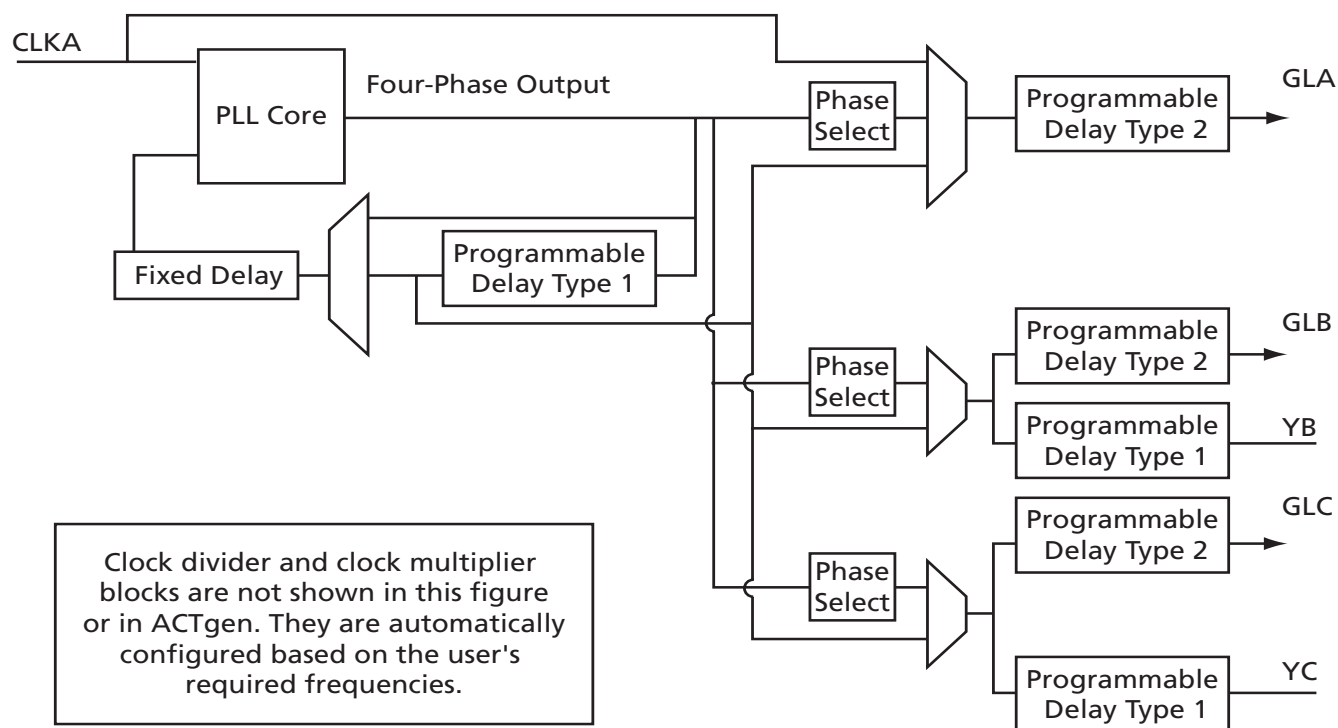 CLKA
PLL Core
Four-Phase Output
Phase
Select
Programmable
Delay Type 2
GLA
Fixed Delay
Programmable
Delay Type 1
Phase
Select
Programmable
Delay Type 2
GLB
Programmable
Delay Type 1
YB
Phase
Select
Programmable
Delay Type 2
GLC
Programmable
Delay Type 1
YC
Clock divider and clock multiplier
blocks are not shown in this figure
or in ACTgen. They are automatically
configured based on the user's
required frequencies.